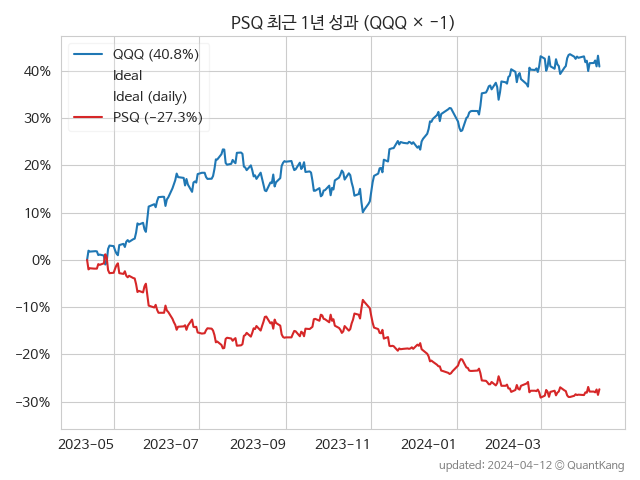 PSQ 최근 1년 성과 (QQQ × −1)
QQQ (40.8%)
Ideal
Ideal (daily)
PSQ (−27.3%)
40%
30%
20%
10%
0%
−10%
−20%
−30%
2023-05 2023-07 2023-09 2023-11 2024-01 2024-03
updated: 2024-04-12 © QuantKang